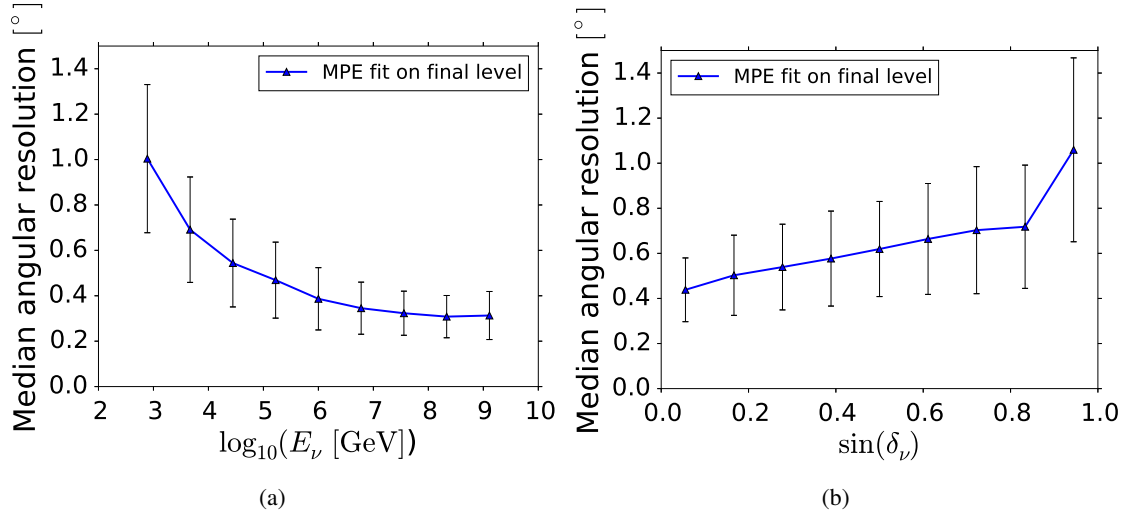 Median angular resolution [°]
1.4
1.2
1.0
0.8
0.6
0.4
0.2
0.0
MPE fit on final level
2 3 4 5 6 7 8 9 10
log₁₀(Eᵥ [GeV])
(a)
Median angular resolution [°]
1.4
1.2
1.0
0.8
0.6
0.4
0.2
0.0
MPE fit on final level
0.0 0.2 0.4 0.6 0.8 1.0
sin(δᵥ)
(b)